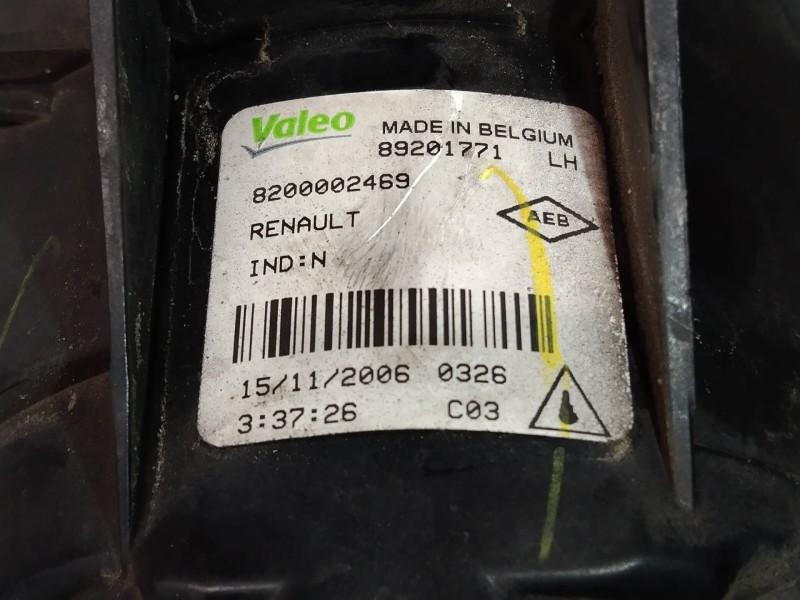 Valeo MADE IN BELGIUM
89201771 LH
8200002469
RENAULT AEB
IND:N
15/11/2006 0326
3:37:26 C03